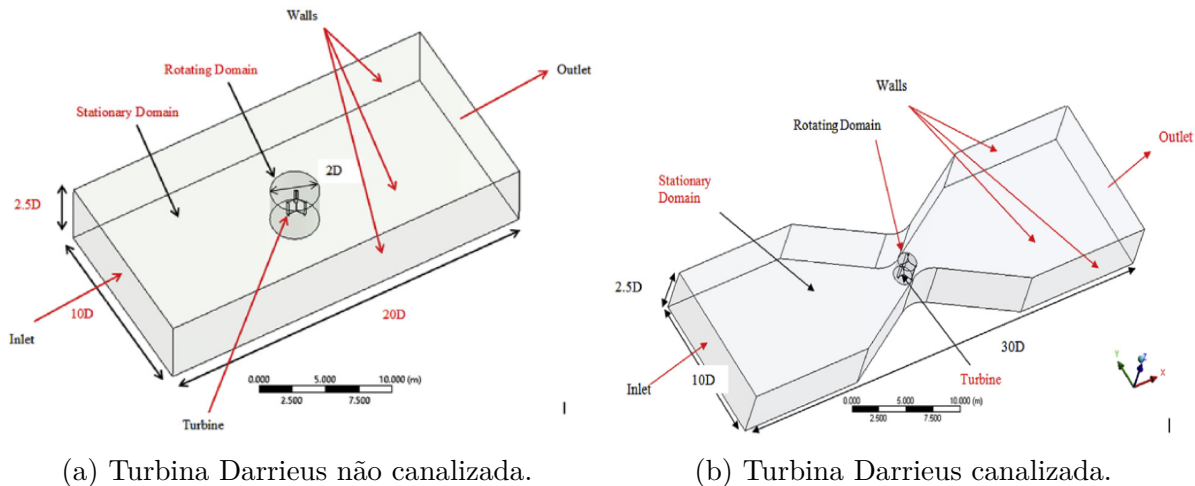 Walls
Rotating Domain
Outlet
Stationary Domain
2D
2.5D
10D
20D
Inlet
0.000 5.000 10.000 (m)
2.500 7.500
Turbine
(a) Turbina Darrieus não canalizada.
Walls
Rotating Domain
Outlet
Stationary
Domain
2.5D
30D
10D
Inlet
Turbine
0.000 5.000 10.000 (m)
2.500 7.500
Y
Z
X
(b) Turbina Darrieus canalizada.